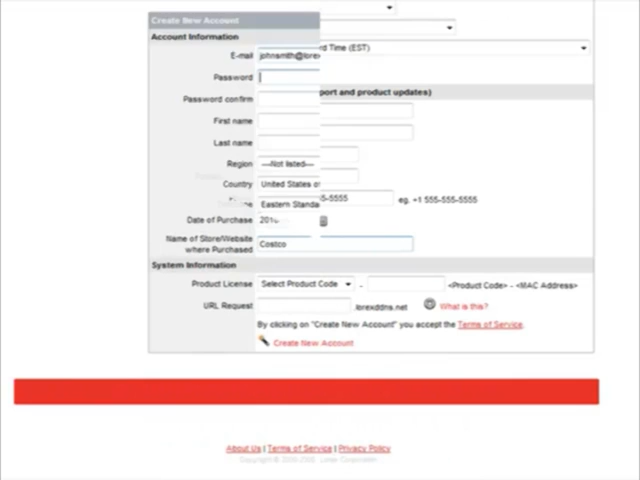 Create New Account
Account Information
E-mail johnsmith@lorex
d Time (EST)
Password
port and product updates)
Password confirm
First name
Last name
Region ---Not listed---
Country United States o
5-5555 eg. +1 555-555-5555
Eastern Standa
Date of Purchase 2010-
Name of Store/Website
where Purchased Costco
System Information
Product License Select Product Code - <Product Code> - <MAC Address>
URL Request .lorexddns.net What is this?
By clicking on "Create New Account" you accept the Terms of Service.
Create New Account
About Us | Terms of Service | Privacy Policy